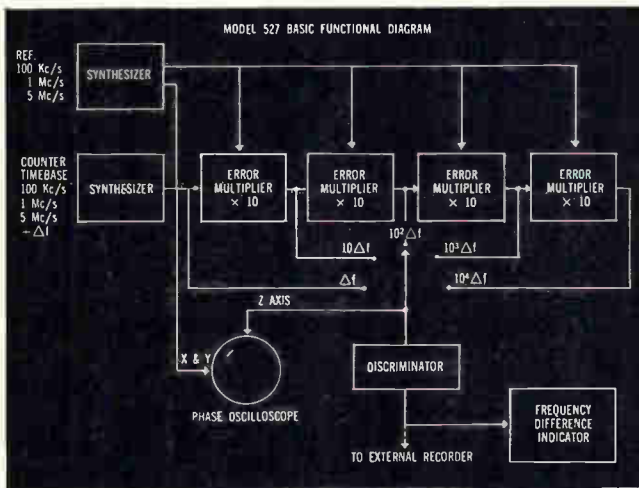 MODEL 527 BASIC FUNCTIONAL DIAGRAM
REF.
100 Kc/s
1 Mc/s
5 Mc/s
SYNTHESIZER
COUNTER
TIMEBASE
100 Kc/s
1 Mc/s
5 Mc/s
-Δf
SYNTHESIZER
ERROR
MULTIPLIER
× 10
ERROR
MULTIPLIER
× 10
ERROR
MULTIPLIER
× 10
ERROR
MULTIPLIER
× 10
10Δf
10²Δf
10³Δf
Δf
10⁴Δf
Z AXIS
X & Y
PHASE OSCILLOSCOPE
DISCRIMINATOR
TO EXTERNAL RECORDER
FREQUENCY
DIFFERENCE
INDICATOR